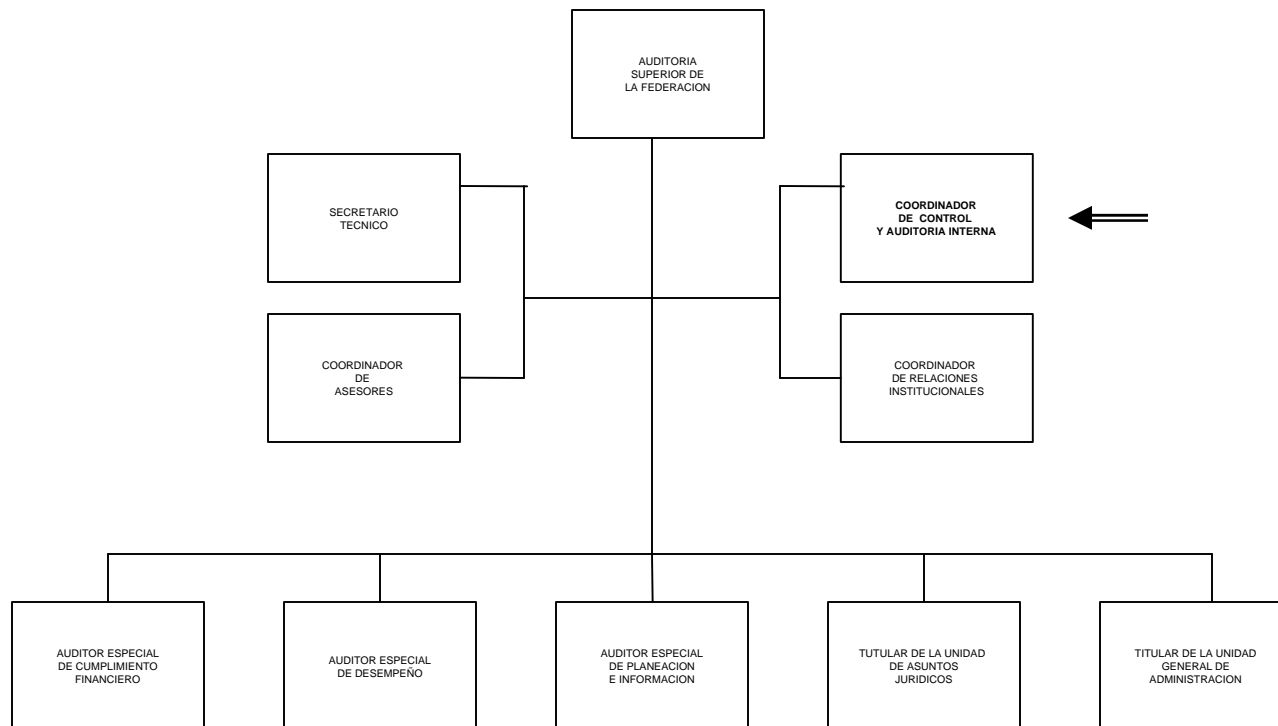 AUDITORIA
SUPERIOR DE
LA FEDERACION
SECRETARIO
TECNICO
COORDINADOR
DE CONTROL
Y AUDITORIA INTERNA
COORDINADOR
DE
ASESORES
COORDINADOR
DE RELACIONES
INSTITUCIONALES
AUDITOR ESPECIAL
DE CUMPLIMIENTO
FINANCIERO
AUDITOR ESPECIAL
DE DESEMPEÑO
AUDITOR ESPECIAL
DE PLANEACION
E INFORMACION
TUTULAR DE LA UNIDAD
DE ASUNTOS
JURIDICOS
TITULAR DE LA UNIDAD
GENERAL DE
ADMINISTRACION